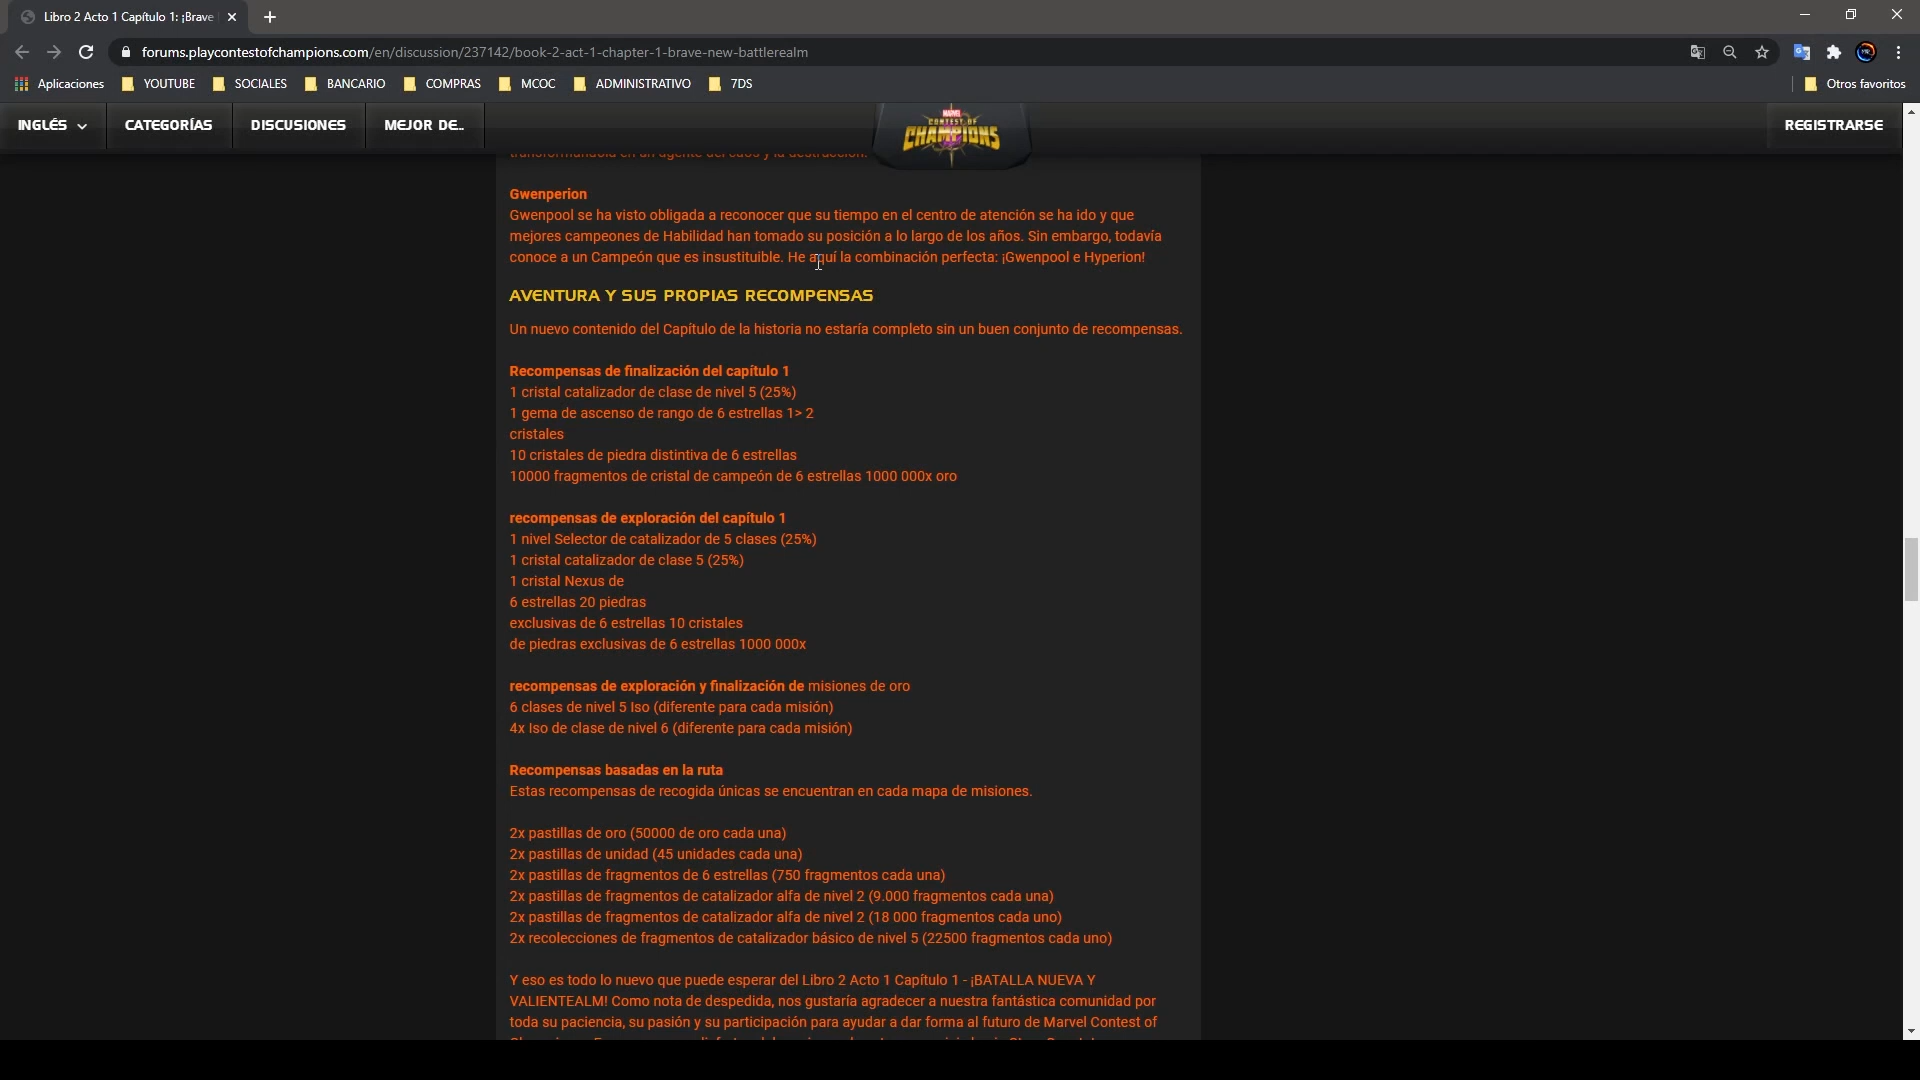 Libro 2 Acto 1 Capítulo 1: ¡Brave
forums.playcontestofchampions.com/en/discussion/237142/book-2-act-1-chapter-1-brave-new-battlerealm
Aplicaciones YOUTUBE SOCIALES BANCARIO COMPRAS MCOC ADMINISTRATIVO 7DS Otros favoritos
INGLÉS CATEGORÍAS DISCUSIONES MEJOR DE.. MARVEL CONTEST OF CHAMPIONS REGISTRARSE
transformándola en un agente del caos y la destrucción.
Gwenperion
Gwenpool se ha visto obligada a reconocer que su tiempo en el centro de atención se ha ido y que
mejores campeones de Habilidad han tomado su posición a lo largo de los años. Sin embargo, todavía
conoce a un Campeón que es insustituible. He aquí la combinación perfecta: ¡Gwenpool e Hyperion!
AVENTURA Y SUS PROPIAS RECOMPENSAS
Un nuevo contenido del Capítulo de la historia no estaría completo sin un buen conjunto de recompensas.
Recompensas de finalización del capítulo 1
1 cristal catalizador de clase de nivel 5 (25%)
1 gema de ascenso de rango de 6 estrellas 1> 2
cristales
10 cristales de piedra distintiva de 6 estrellas
10000 fragmentos de cristal de campeón de 6 estrellas 1000 000x oro
recompensas de exploración del capítulo 1
1 nivel Selector de catalizador de 5 clases (25%)
1 cristal catalizador de clase 5 (25%)
1 cristal Nexus de
6 estrellas 20 piedras
exclusivas de 6 estrellas 10 cristales
de piedras exclusivas de 6 estrellas 1000 000x
recompensas de exploración y finalización de misiones de oro
6 clases de nivel 5 Iso (diferente para cada misión)
4x Iso de clase de nivel 6 (diferente para cada misión)
Recompensas basadas en la ruta
Estas recompensas de recogida únicas se encuentran en cada mapa de misiones.
2x pastillas de oro (50000 de oro cada una)
2x pastillas de unidad (45 unidades cada una)
2x pastillas de fragmentos de 6 estrellas (750 fragmentos cada una)
2x pastillas de fragmentos de catalizador alfa de nivel 2 (9.000 fragmentos cada una)
2x pastillas de fragmentos de catalizador alfa de nivel 2 (18 000 fragmentos cada uno)
2x recolecciones de fragmentos de catalizador básico de nivel 5 (22500 fragmentos cada uno)
Y eso es todo lo nuevo que puede esperar del Libro 2 Acto 1 Capítulo 1 - ¡BATALLA NUEVA Y
VALIENTEALM! Como nota de despedida, nos gustaría agradecer a nuestra fantástica comunidad por
toda su paciencia, su pasión y su participación para ayudar a dar forma al futuro de Marvel Contest of